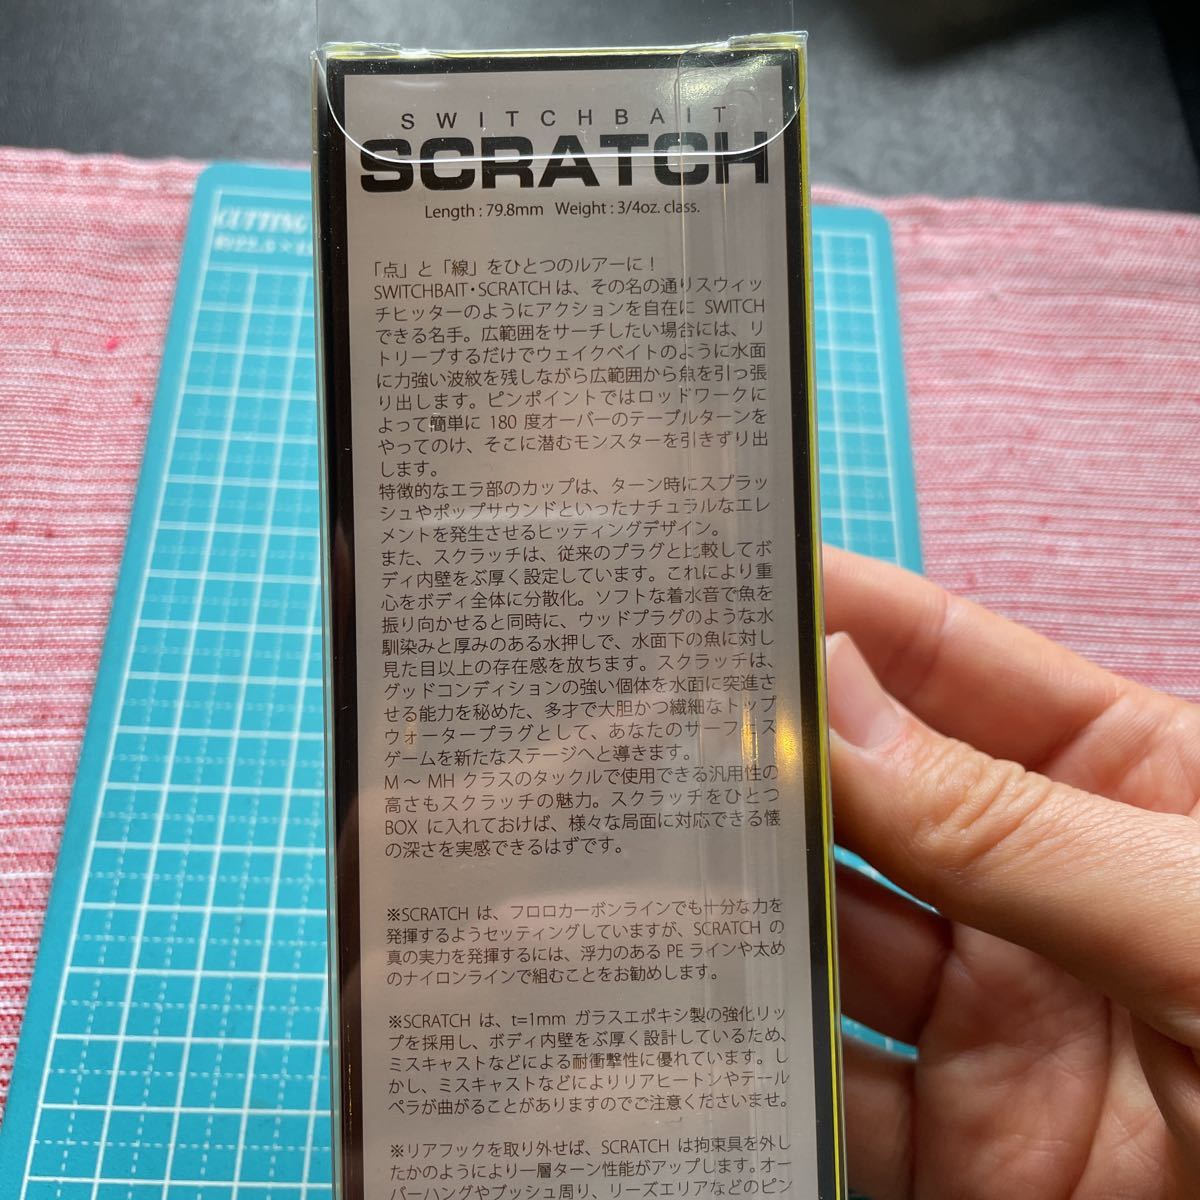 SWITCHBAIT
SCRATCH
Length : 79.8mm Weight : 3/4oz. class.
「点」と「線」をひとつのルアーに！
SWITCHBAIT・SCRATCH は、その名の通りスウィッ
チヒッターのようにアクションを自在に SWITCH
できる名手。広範囲をサーチしたい場合には、リ
トリーブするだけでウェイクベイトのように水面
に力強い波紋を残しながら広範囲から魚を引っ張
り出します。ピンポイントではロッドワークに
よって簡単に 180 度オーバーのテーブルターンを
やってのけ、そこに潜むモンスターを引きずり出
します。
特徴的なエラ部のカップは、ターン時にスプラッ
シュやポップサウンドといったナチュラルなエレ
メントを発生させるヒッティングデザイン。
また、スクラッチは、従来のプラグと比較してボ
ディ内壁をぶ厚く設定しています。これにより重
心をボディ全体に分散化。ソフトな着水音で魚を
振り向かせると同時に、ウッドプラグのような水
馴染みと厚みのある水押しで、水面下の魚に対し
見た目以上の存在感を放ちます。スクラッチは、
グッドコンディションの強い個体を水面に突進さ
せる能力を秘めた、多才で大胆かつ繊細なトップ
ウォータープラグとして、あなたのサーフェス
ゲームを新たなステージへと導きます。
M～MH クラスのタックルで使用できる汎用性の
高さもスクラッチの魅力。スクラッチをひとつ
BOX に入れておけば、様々な局面に対応できる懐
の深さを実感できるはずです。
※SCRATCH は、フロロカーボンラインでも十分な力を
発揮するようセッティングしていますが、SCRATCH の
真の実力を発揮するには、浮力のある PE ラインや太め
のナイロンラインで組むことをお勧めします。
※SCRATCH は、t=1mm ガラスエポキシ製の強化リッ
プを採用し、ボディ内壁をぶ厚く設計しているため、
ミスキャストなどによる耐衝撃性に優れています。し
かし、ミスキャストなどによりリアヒートンやテール
ペラが曲がることがありますのでご注意くださいませ。
※リアフックを取り外せば、SCRATCH は拘束具を外し
たかのようにより一層ターン性能がアップします。オー
バーハングやブッシュ周り、リーズエリアなどのピン
CUTTING